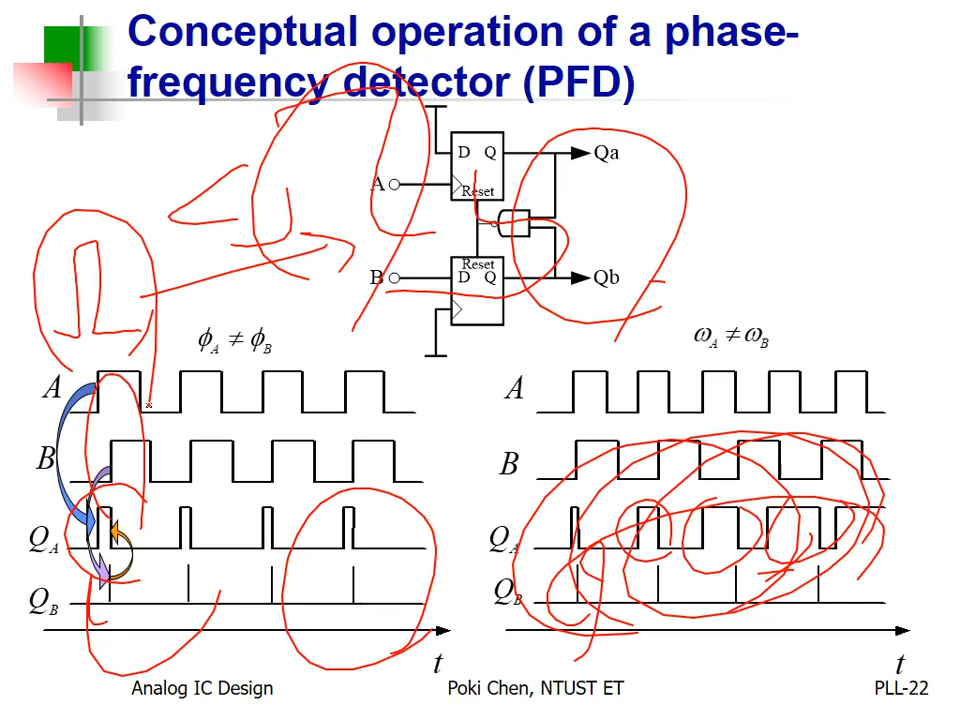 Conceptual operation of a phase-
frequency detector (PFD)
D Q
Qa
A
Reset
Reset
B
D Q
Qb
ϕA ≠ ϕB
ωA ≠ ωB
A
B
QA
QB
t
A
B
QA
QB
t
Analog IC Design
Poki Chen, NTUST ET
PLL-22